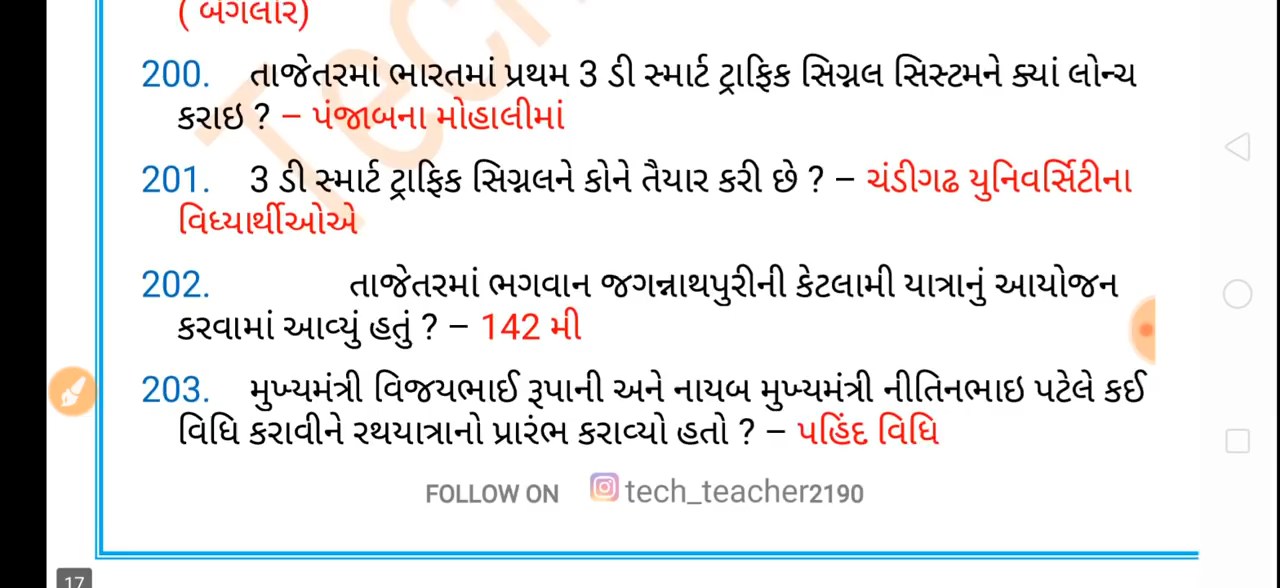 ( બેંગલોર)
200. તાજેતરમાં ભારતમાં પ્રથમ 3 ડી સ્માર્ટ ટ્રાફિક સિગ્નલ સિસ્ટમને ક્યાં લોન્ચ
કરાઇ ? – પંજાબના મોહાલીમાં
201. 3 ડી સ્માર્ટ ટ્રાફિક સિગ્નલને કોને તૈયાર કરી છે ? – ચંડીગઢ યુનિવર્સિટીના
વિધ્યાર્થીઓએ
202. તાજેતરમાં ભગવાન જગન્નાથપુરીની કેટલામી યાત્રાનું આયોજન
કરવામાં આવ્યું હતું ? – 142 મી
203. મુખ્યમંત્રી વિજયભાઈ રૂપાની અને નાયબ મુખ્યમંત્રી નીતિનભાઇ પટેલે કઈ
વિધિ કરાવીને રથયાત્રાનો પ્રારંભ કરાવ્યો હતો ? – પહિંદ વિધિ
FOLLOW ON tech_teacher2190
17